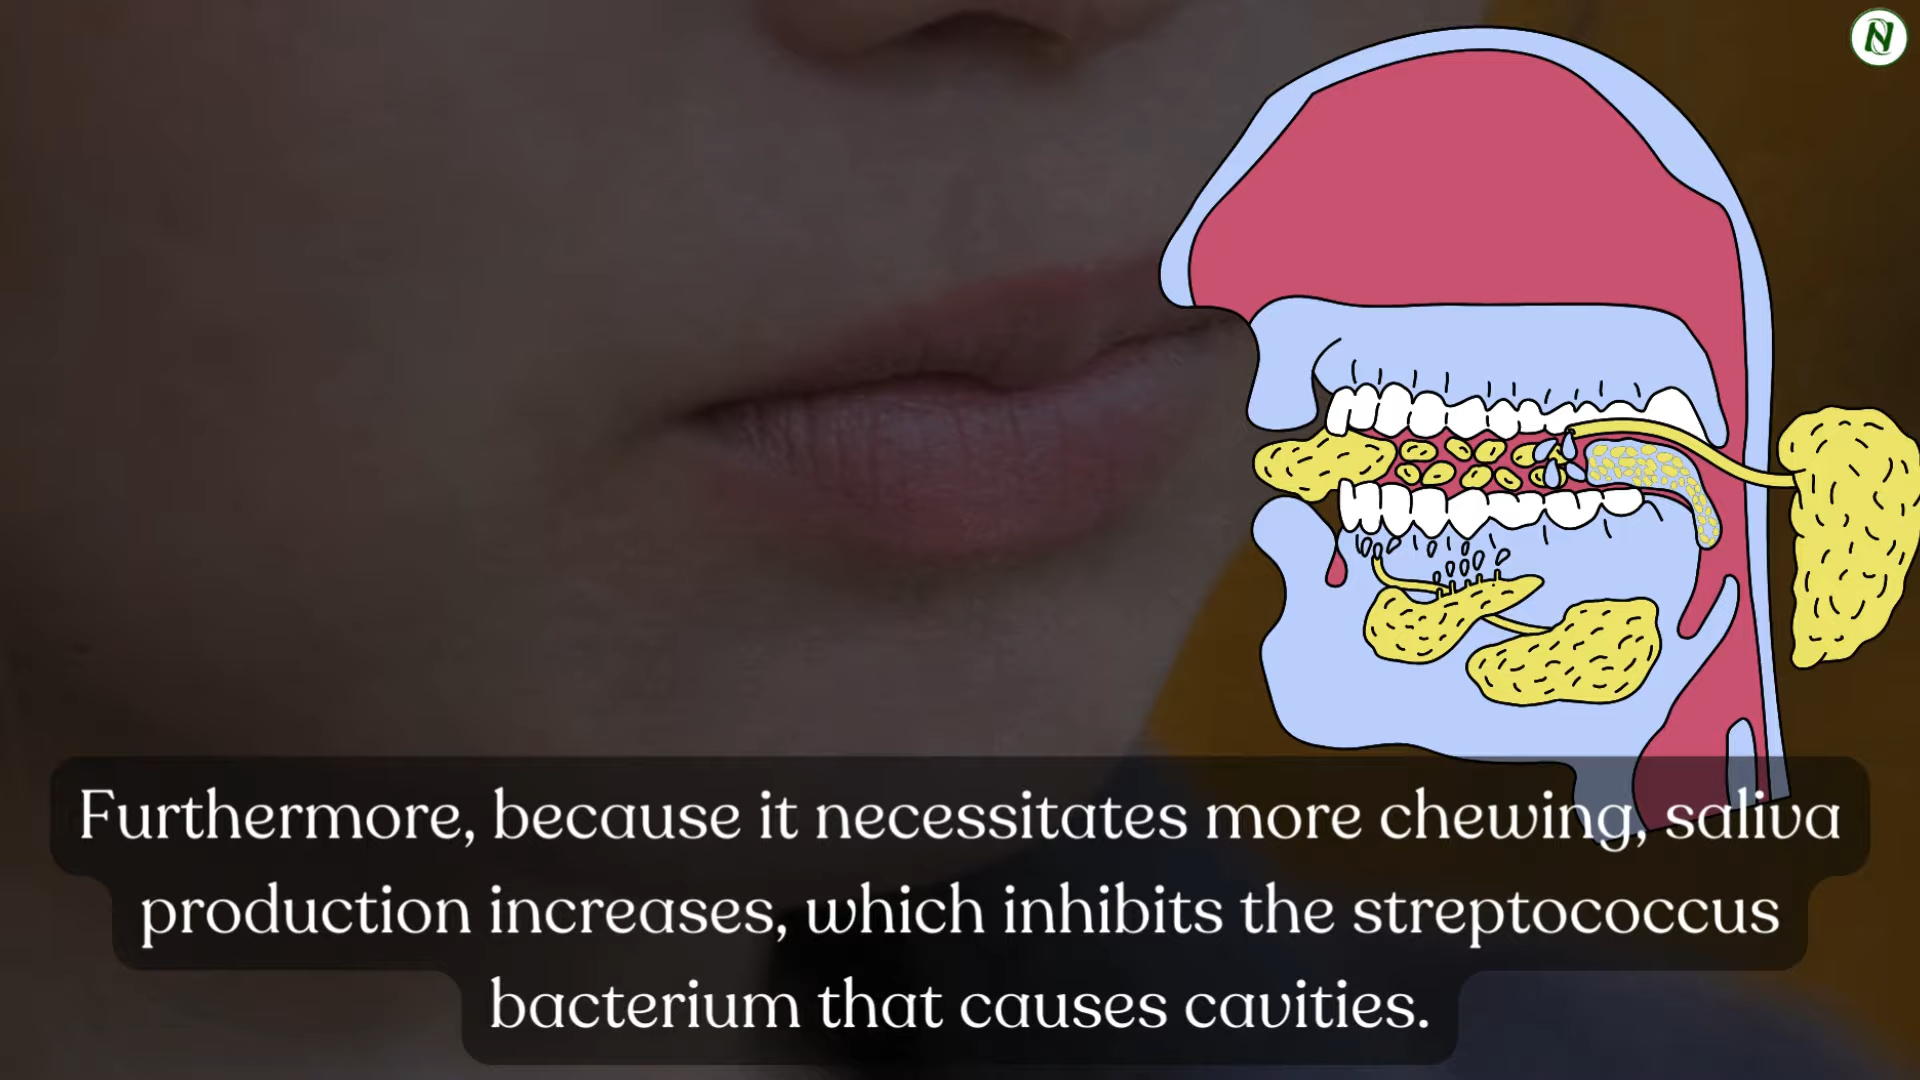 Furthermore, because it necessitates more chewing, saliva
production increases, which inhibits the streptococcus
bacterium that causes cavities.
N